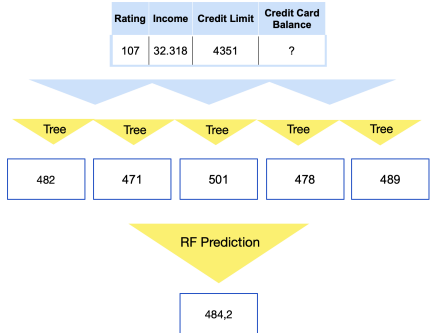 Rating Income Credit Limit Credit Card Balance
107 32.318 4351 ?
Tree Tree Tree Tree Tree
482 471 501 478 489
RF Prediction
484,2